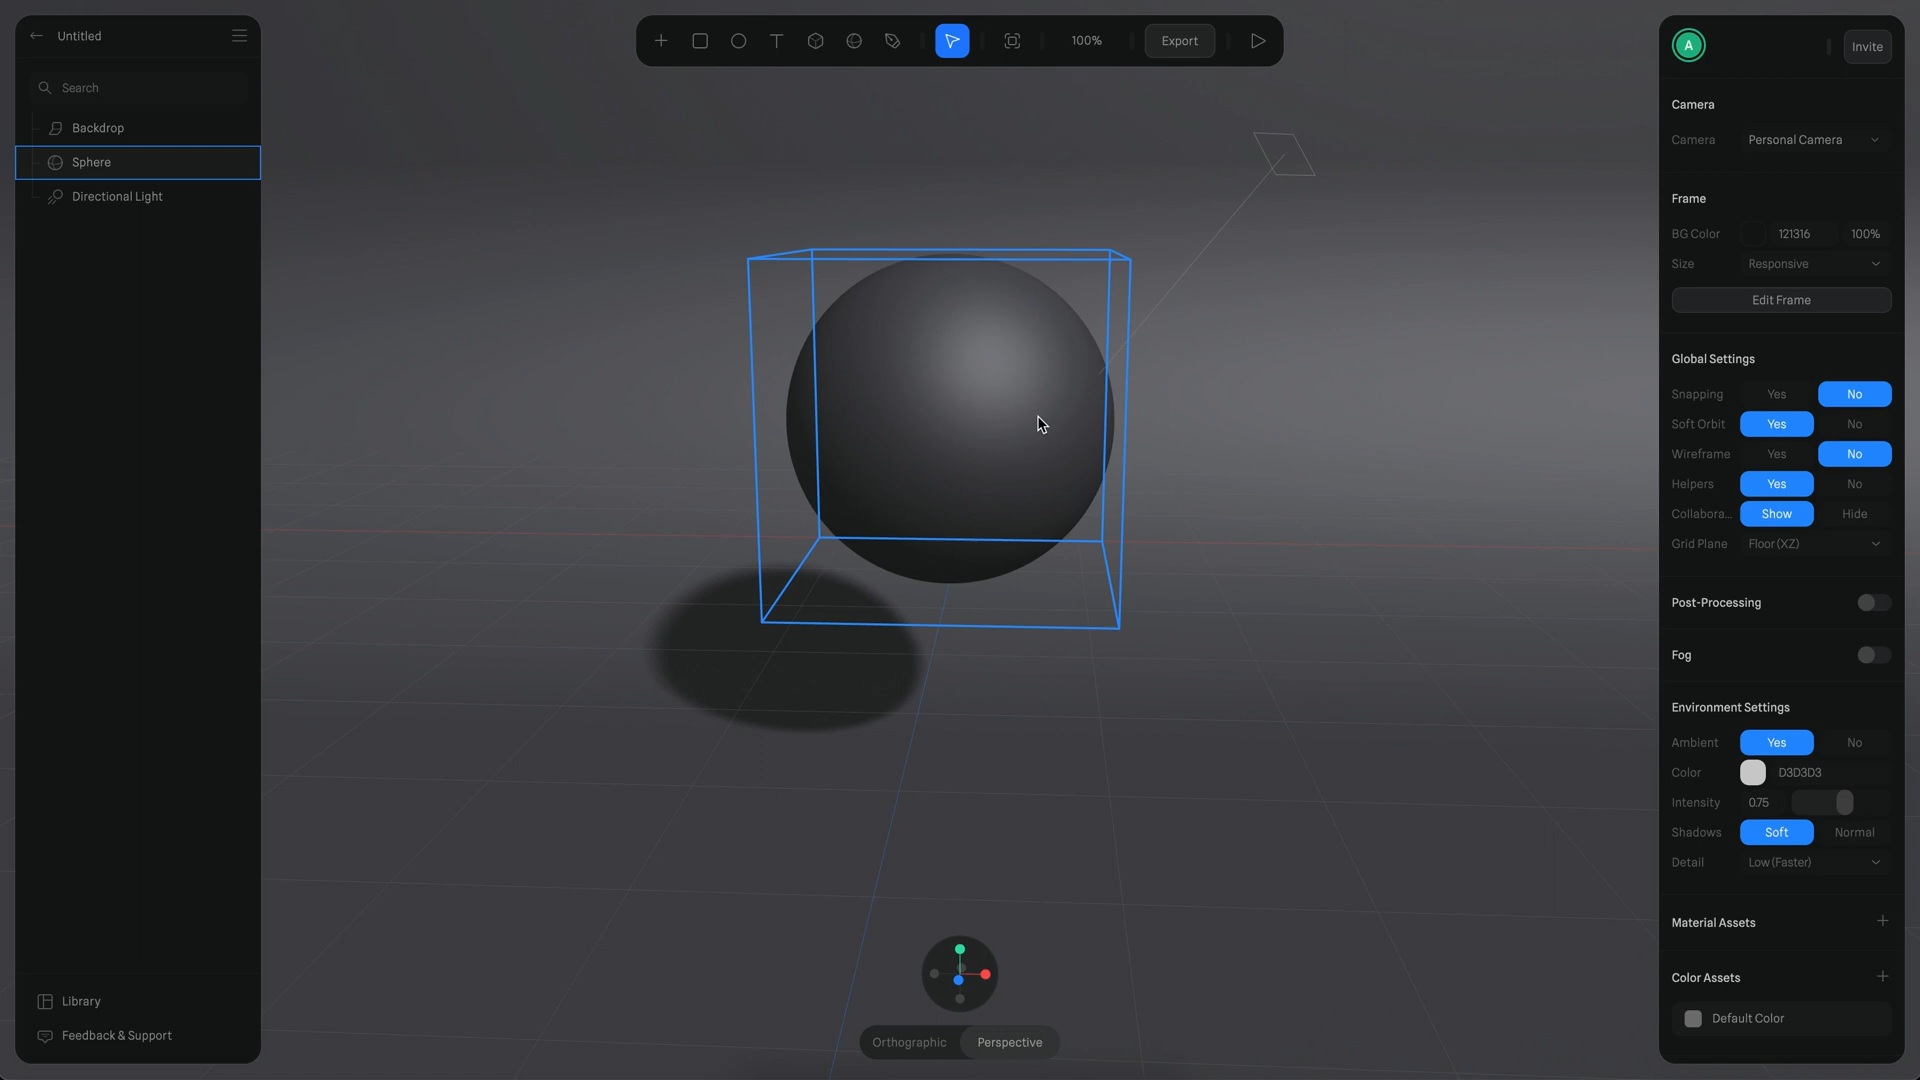 Untitled
Search
Backdrop
Sphere
Directional Light
Library
Feedback & Support
100%
Export
Orthographic
Perspective
A
Invite
Camera
Camera Personal Camera
Frame
BG Color 121316 100%
Size Responsive
Edit Frame
Global Settings
Snapping Yes No
Soft Orbit Yes No
Wireframe Yes No
Helpers Yes No
Collabora... Show Hide
Grid Plane Floor (XZ)
Post-Processing
Fog
Environment Settings
Ambient Yes No
Color D3D3D3
Intensity 0.75
Shadows Soft Normal
Detail Low (Faster)
Material Assets
Color Assets
Default Color